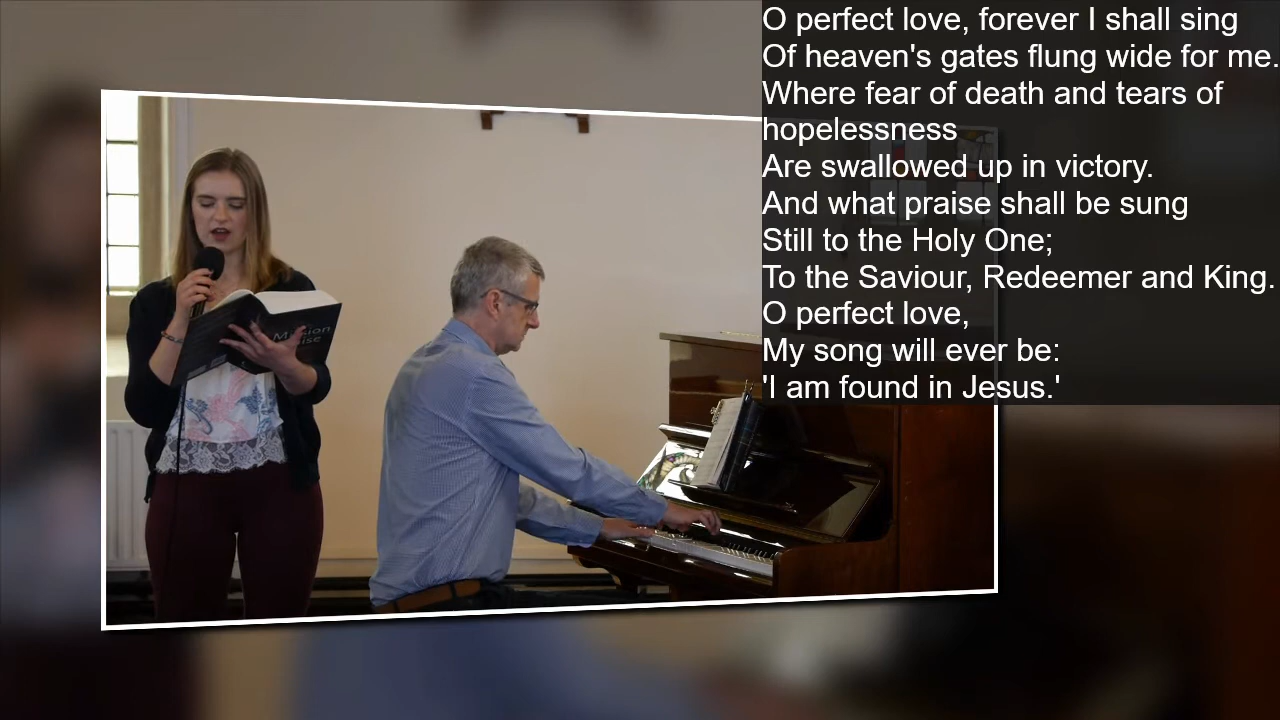 O perfect love, forever I shall sing
Of heaven's gates flung wide for me.
Where fear of death and tears of
hopelessness
Are swallowed up in victory.
And what praise shall be sung
Still to the Holy One;
To the Saviour, Redeemer and King.
O perfect love,
My song will ever be:
'I am found in Jesus.'
Mission
Praise